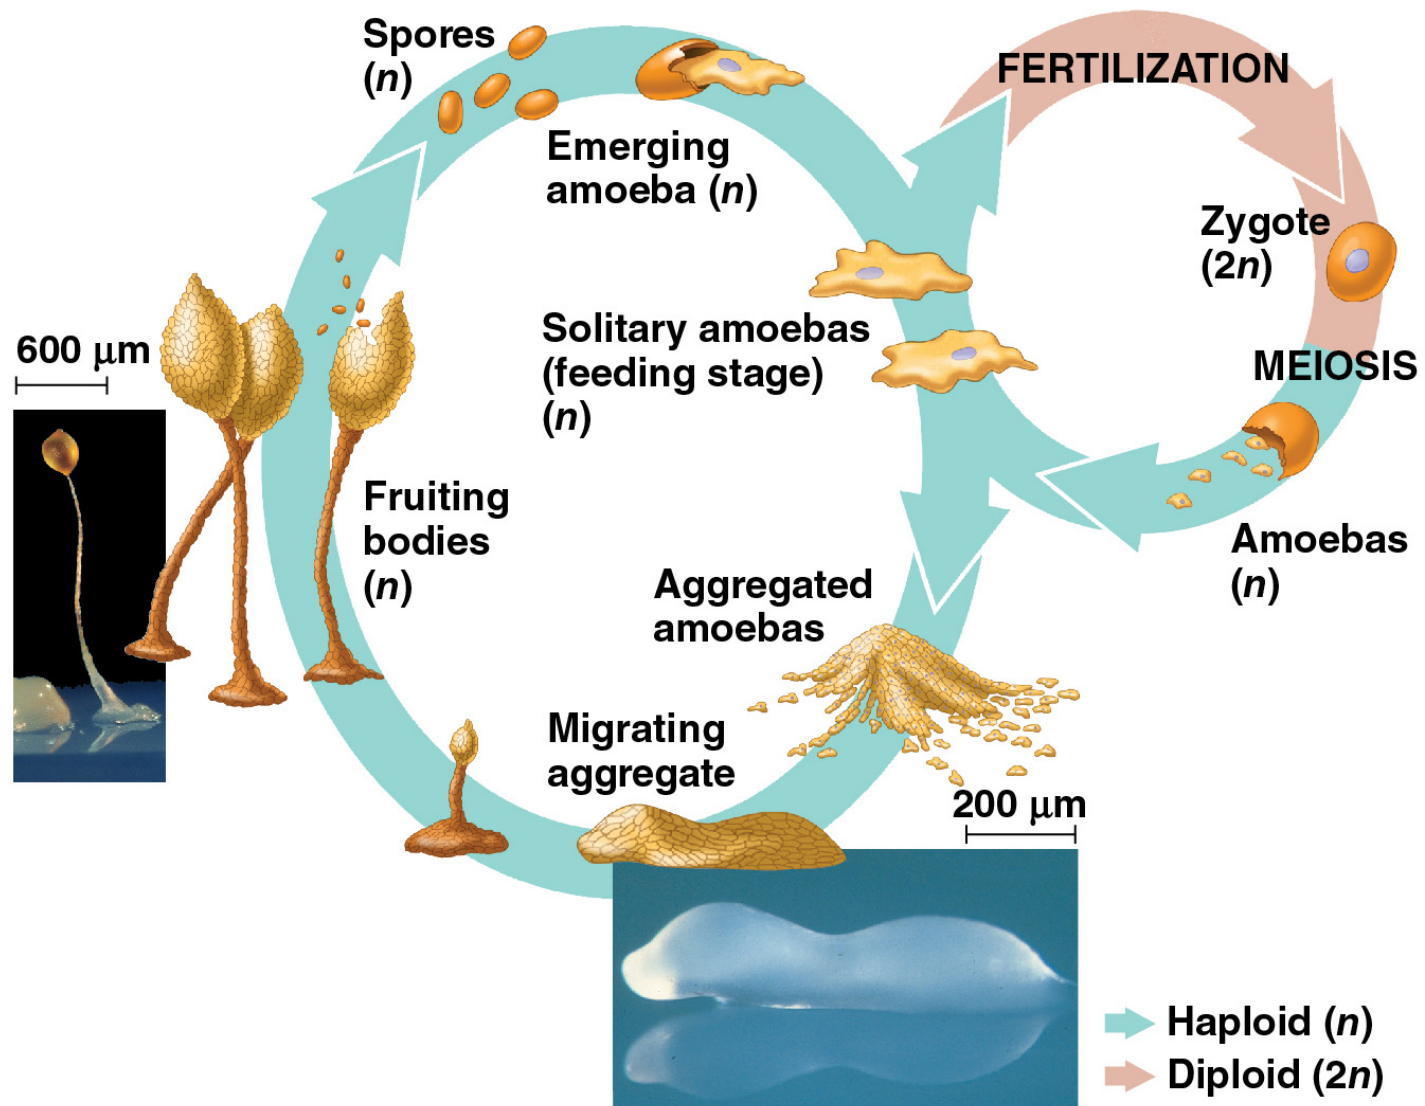 Spores
(n)
FERTILIZATION
Emerging
amoeba (n)
Zygote
(2n)
600 μm
Solitary amoebas
(feeding stage)
(n)
MEIOSIS
Fruiting
bodies
(n)
Amoebas
(n)
Aggregated
amoebas
Migrating
aggregate
200 μm
Haploid (n)
Diploid (2n)